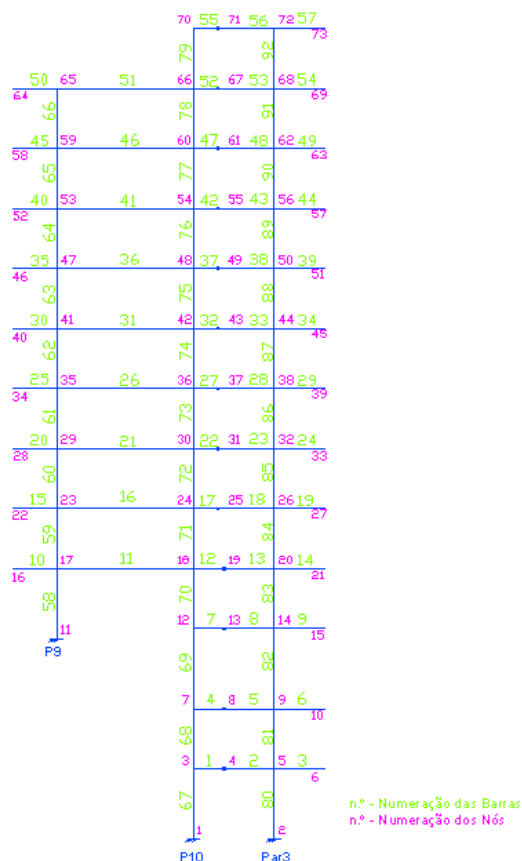 70 55 71 56 72 57
73
79 92
50 65 51 66 52 67 53 68 54
64 69
66 78 91
45 59 46 60 47 61 48 62 49
58 63
65 77 90
40 53 41 54 42 55 43 56 44
52 57
64 76 89
35 47 36 48 37 49 38 50 39
46 51
63 75 88
30 41 31 42 32 43 33 44 34
40 45
62 74 87
25 35 26 36 27 37 28 38 29
34 39
61 73 86
20 29 21 30 22 31 23 32 24
28 33
60 72 85
15 23 16 24 17 25 18 26 19
22 27
59 71 84
10 17 11 18 12 19 13 20 14
16 21
58 70 83
11 12 7 13 8 14 9
15
P9
69 82
7 4 8 5 9 6
10
68 81
3 1 4 2 5 3
6
67 80
n.º - Numeração das Barras
n.º - Numeração dos Nós
1 2
P10 Par3